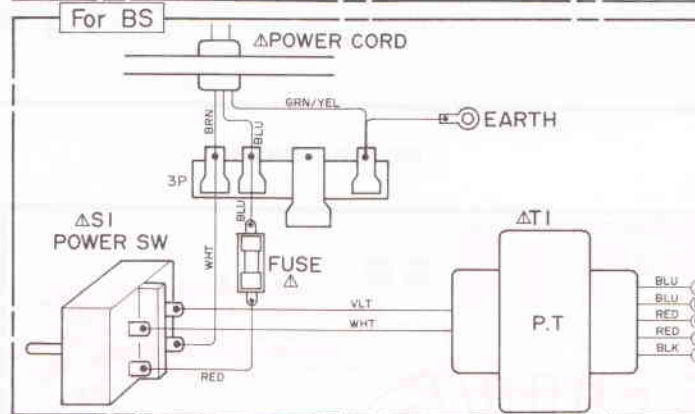 For BS
⚠POWER CORD
GRN/YEL
BRN
BLU
EARTH
3P
BLU
⚠S1
POWER SW
WHT
FUSE
⚠
⚠T1
VLT
WHT
RED
P.T
BLU
BLU
RED
RED
BLK